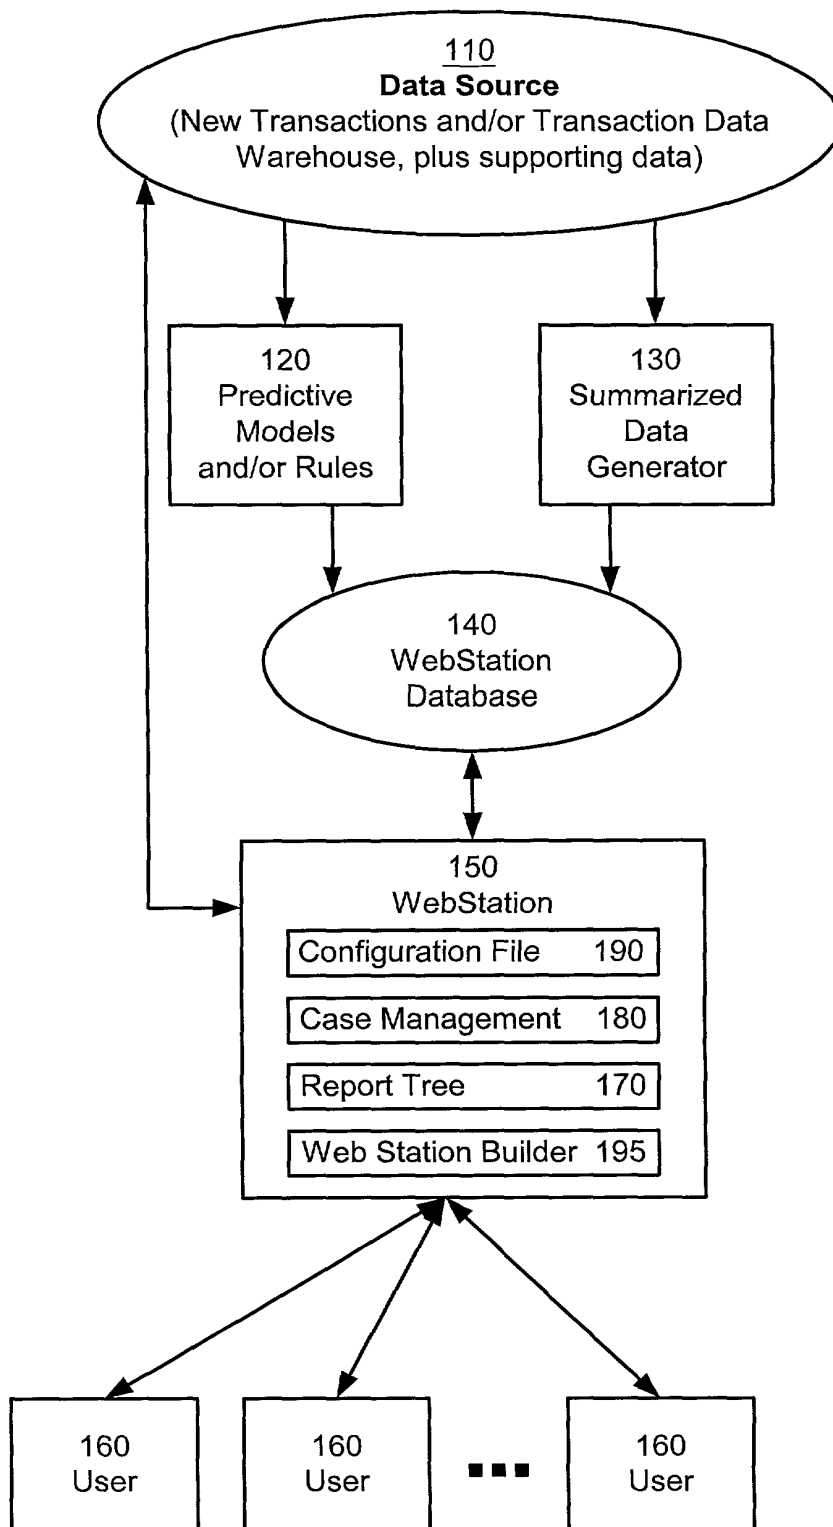 110
Data Source
(New Transactions and/or Transaction Data
Warehouse, plus supporting data)
120
Predictive
Models
and/or Rules
130
Summarized
Data
Generator
140
WebStation
Database
150
WebStation
Configuration File 190
Case Management 180
Report Tree 170
Web Station Builder 195
160
User
160
User
160
User